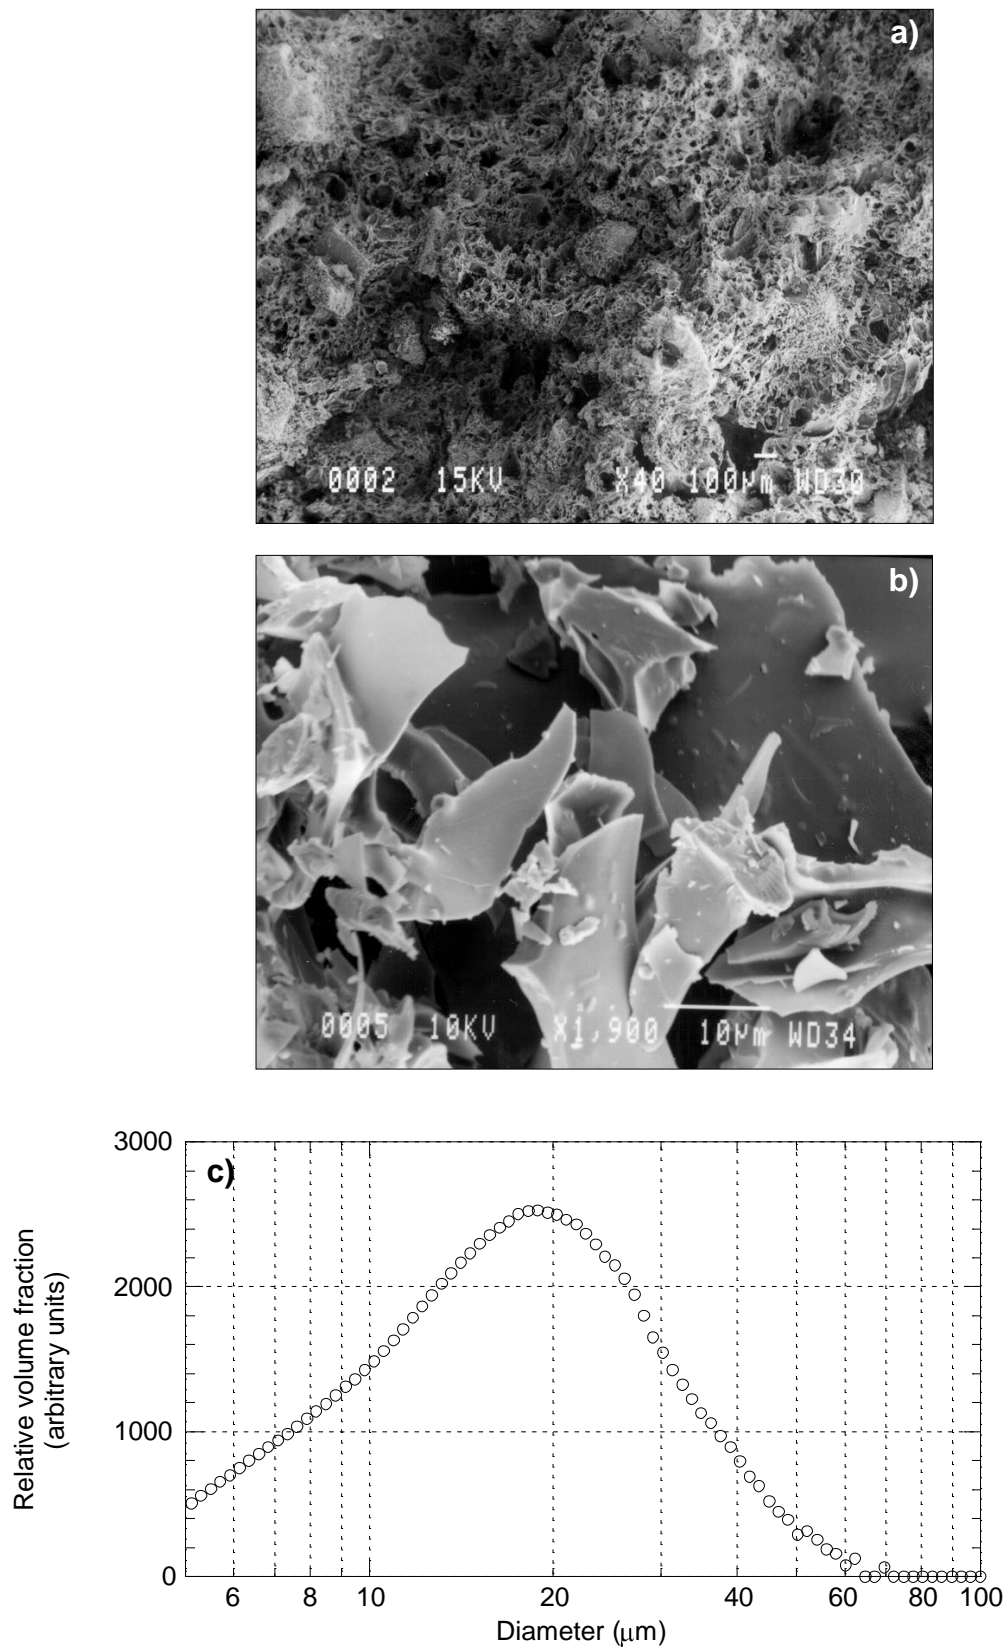 a)
0002 15KV X40 100μm WD30
b)
0005 10KV X1,900 10μm WD34
c)
3000
2000
1000
0
Relative volume fraction
(arbitrary units)
6 8 10 20 40 60 80 100
Diameter (μm)